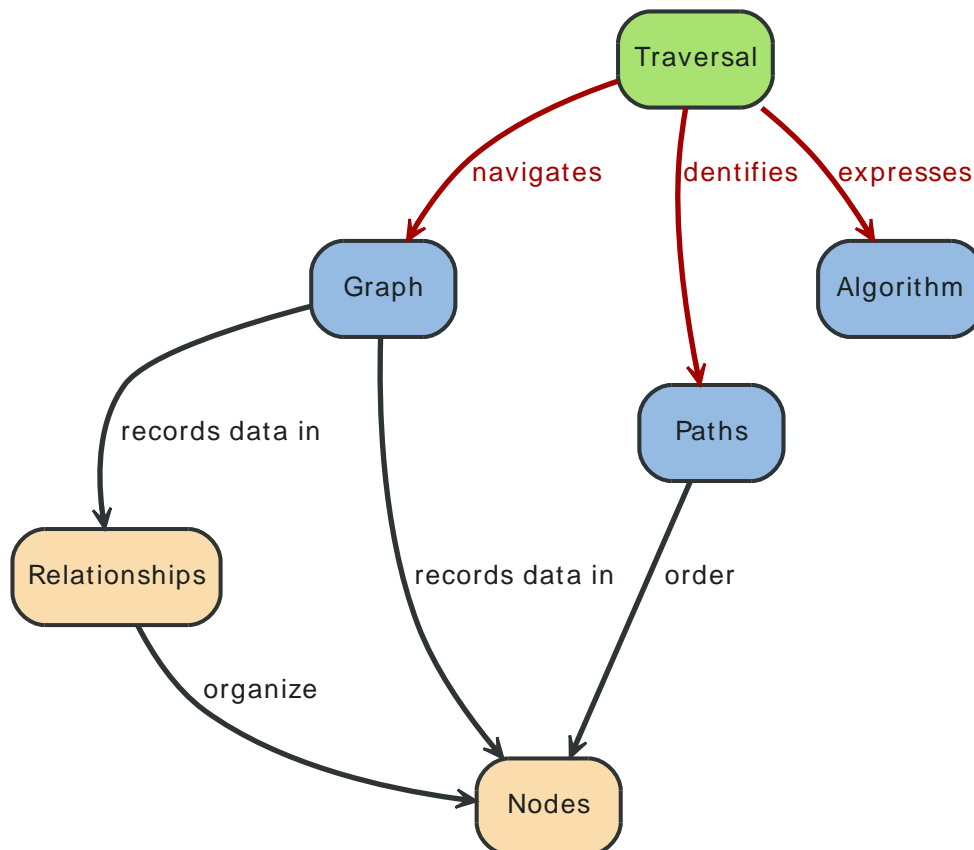 Traversal
navigates
dentifies
expresses
Graph
Algorithm
records data in
Paths
Relationships
records data in
order
organize
Nodes